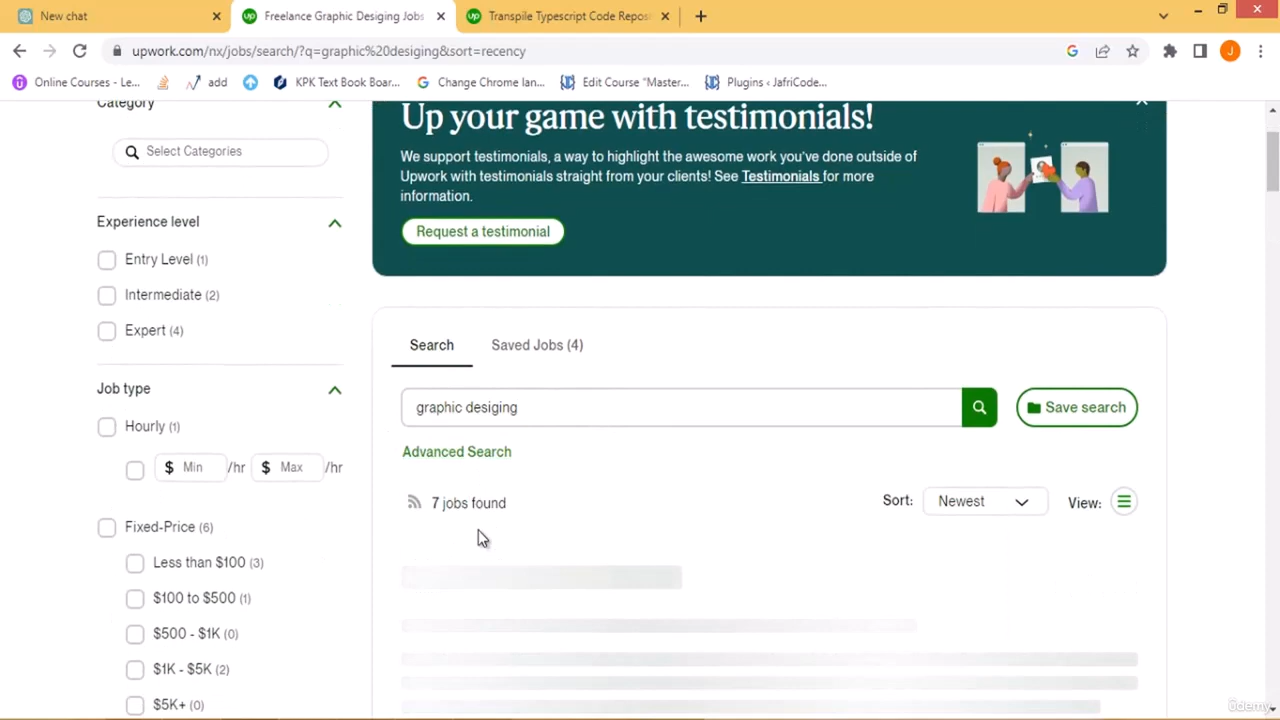 New chat
Freelance Graphic Desiging Jobs
Transpile Typescript Code Repost
upwork.com/nx/jobs/search/?q=graphic%20desiging&sort=recency
J
Online Courses - Le...
add
KPK Text Book Boar...
Change Chrome lan...
Edit Course "Master...
Plugins ‹ JafriCode...
Category
Select Categories
Experience level
Entry Level (1)
Intermediate (2)
Expert (4)
Job type
Hourly (1)
$ Min /hr $ Max /hr
Fixed-Price (6)
Less than $100 (3)
$100 to $500 (1)
$500 - $1K (0)
$1K - $5K (2)
$5K+ (0)
Up your game with testimonials!
We support testimonials, a way to highlight the awesome work you've done outside of
Upwork with testimonials straight from your clients! See Testimonials for more
information.
Request a testimonial
Search
Saved Jobs (4)
graphic desiging
Save search
Advanced Search
7 jobs found
Sort: Newest
View:
ûdemy